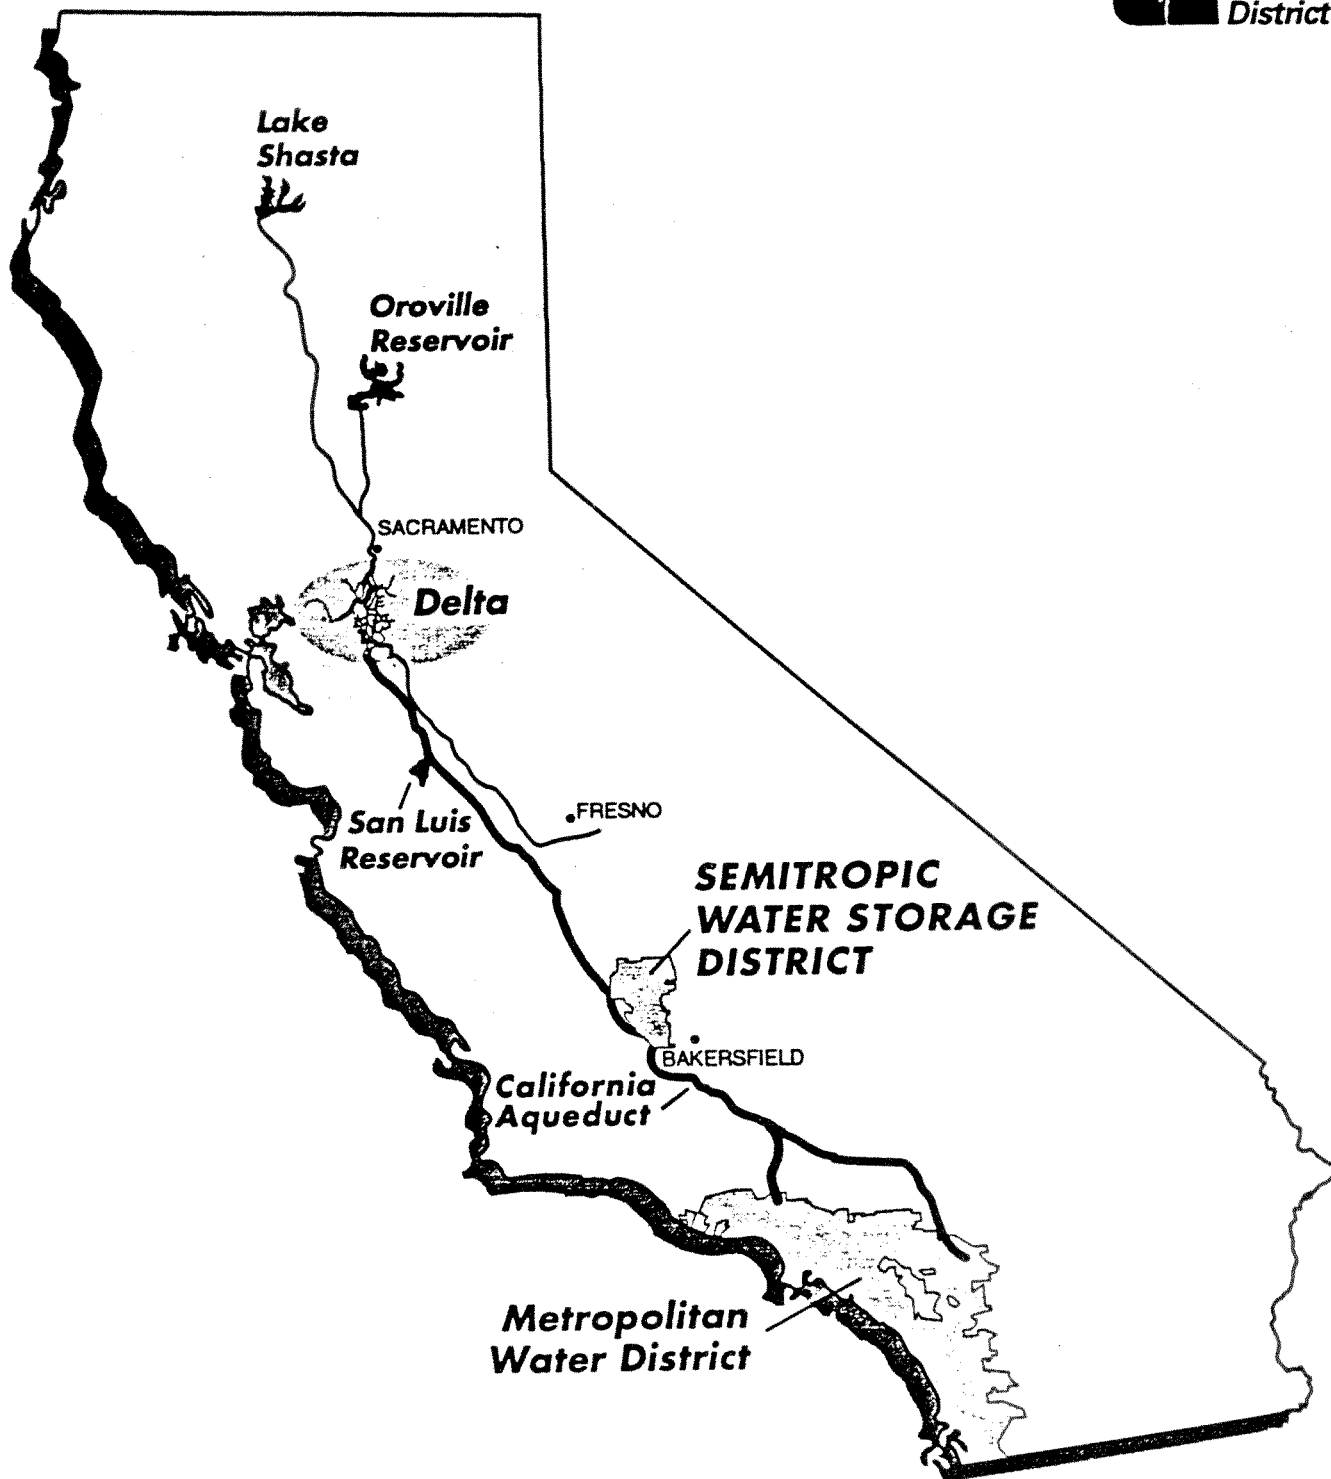 District
Lake
Shasta
Oroville
Reservoir
SACRAMENTO
Delta
San Luis
Reservoir
FRESNO
SEMITROPIC
WATER STORAGE
DISTRICT
BAKERSFIELD
California
Aqueduct
Metropolitan
Water District